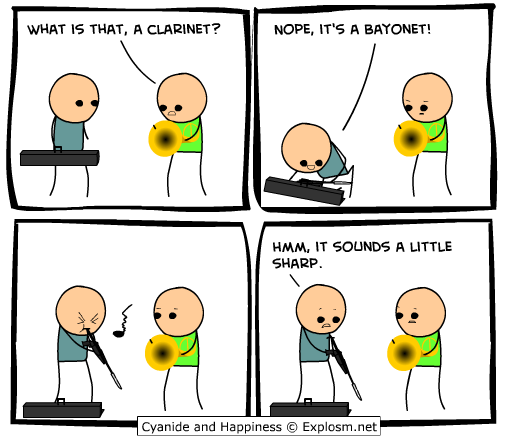 WHAT IS THAT, A CLARINET?
NOPE, IT'S A BAYONET!
HMM, IT SOUNDS A LITTLE
SHARP.
Cyanide and Happiness © Explosm.net